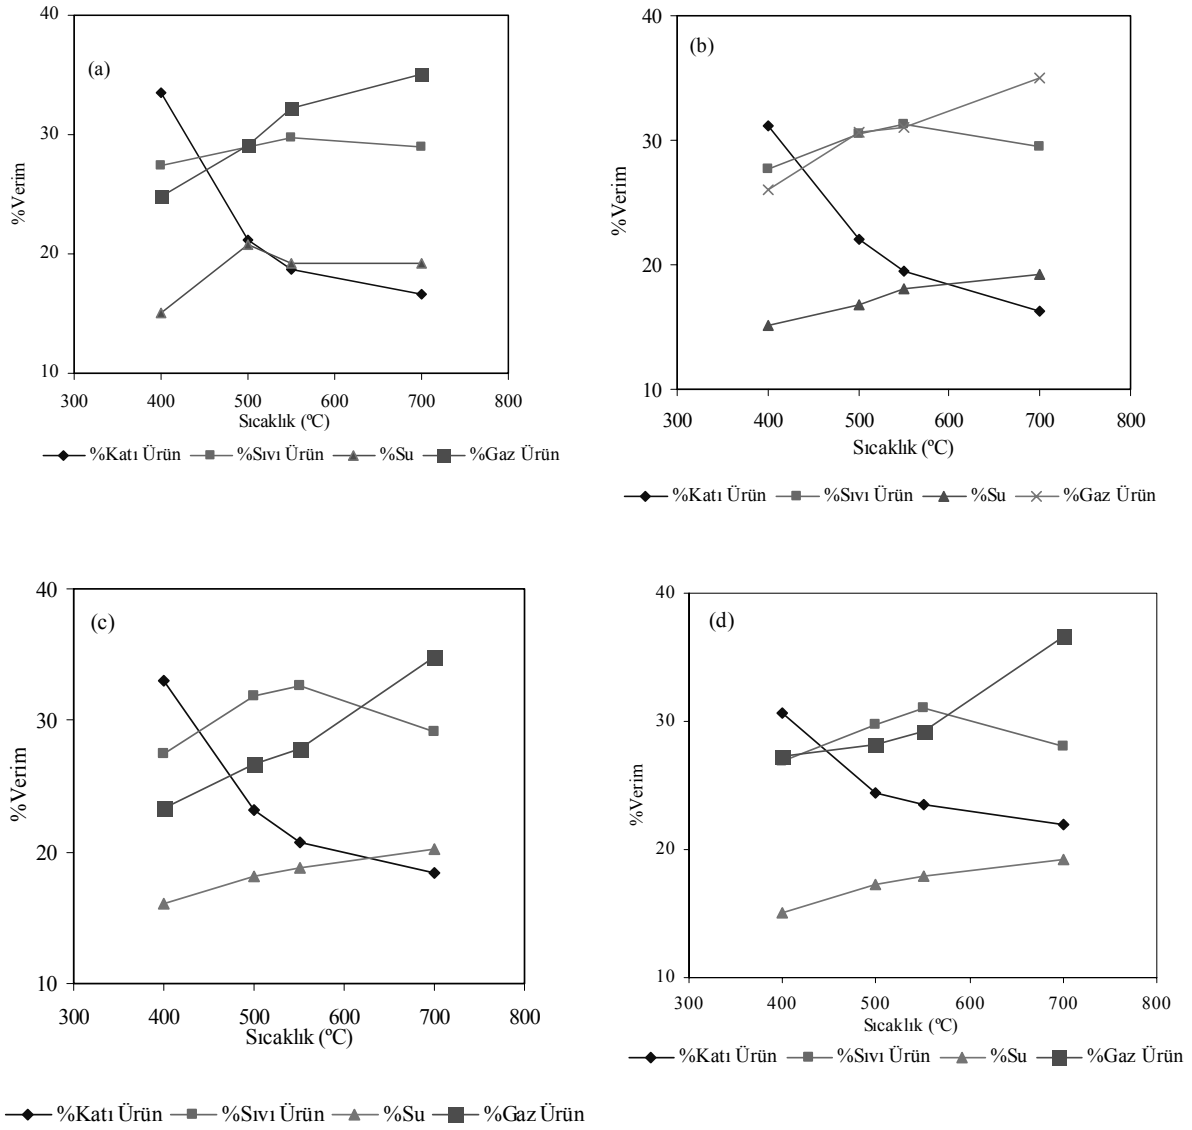 40
(a)
30
%Verim
20
10
300 400 500 600 700 800
Sıcaklık (ºC)
%Katı Ürün %Sıvı Ürün %Su %Gaz Ürün
40
(b)
30
%Verim
20
10
300 400 500 600 700 800
Sıcaklık (ºC)
%Katı Ürün %Sıvı Ürün %Su %Gaz Ürün
40
(c)
30
%Verim
20
10
300 400 500 600 700 800
Sıcaklık (ºC)
%Katı Ürün %Sıvı Ürün %Su %Gaz Ürün
40
(d)
30
%Verim
20
10
300 400 500 600 700 800
Sıcaklık (ºC)
%Katı Ürün %Sıvı Ürün %Su %Gaz Ürün